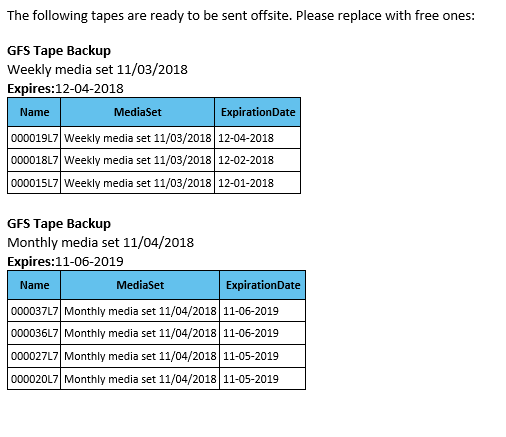 The following tapes are ready to be sent offsite. Please replace with free ones:
GFS Tape Backup
Weekly media set 11/03/2018
Expires:12-04-2018
Name MediaSet ExpirationDate
000019L7 Weekly media set 11/03/2018 12-04-2018
000018L7 Weekly media set 11/03/2018 12-02-2018
000015L7 Weekly media set 11/03/2018 12-01-2018
GFS Tape Backup
Monthly media set 11/04/2018
Expires:11-06-2019
Name MediaSet ExpirationDate
000037L7 Monthly media set 11/04/2018 11-06-2019
000036L7 Monthly media set 11/04/2018 11-06-2019
000027L7 Monthly media set 11/04/2018 11-05-2019
000020L7 Monthly media set 11/04/2018 11-05-2019